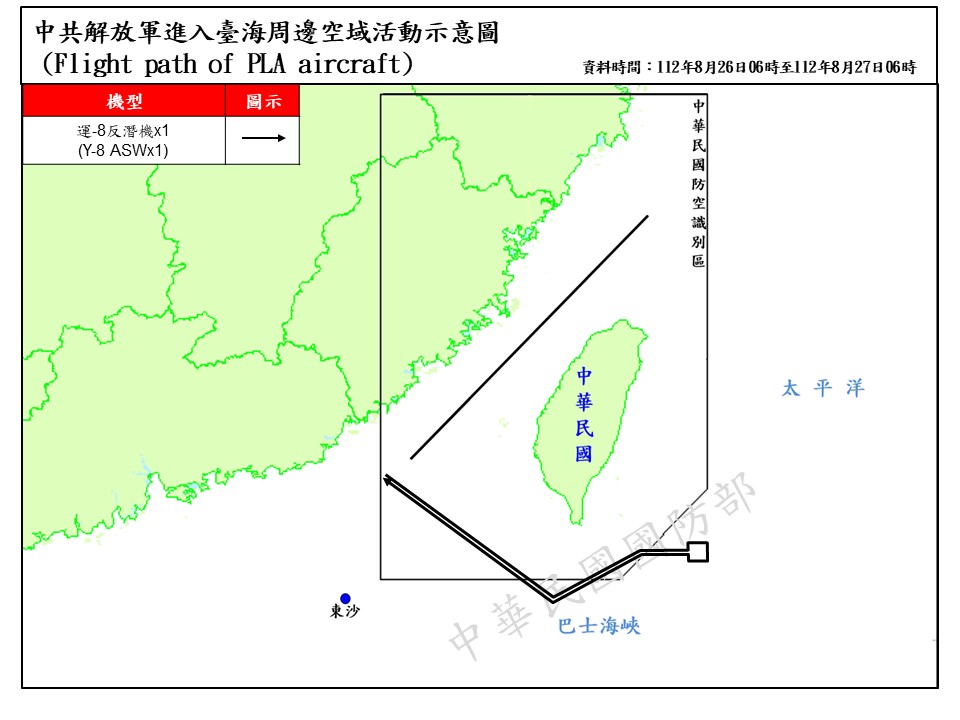 中共解放軍進入臺海周邊空域活動示意圖
(Flight path of PLA aircraft)
資料時間：112年8月26日06時至112年8月27日06時
機型
圖示
運-8反潛機x1
(Y-8 ASWx1)
中華民國防空識別區
中華民國
太平洋
中華民國國防部
東沙
巴士海峽